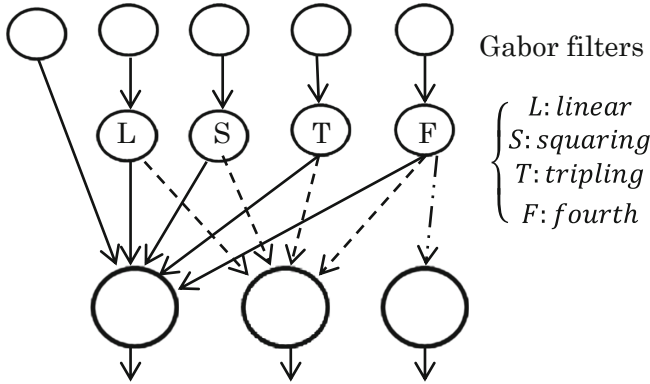 Gabor filters
L S T F
L: linear
S: squaring
T: tripling
F: fourth